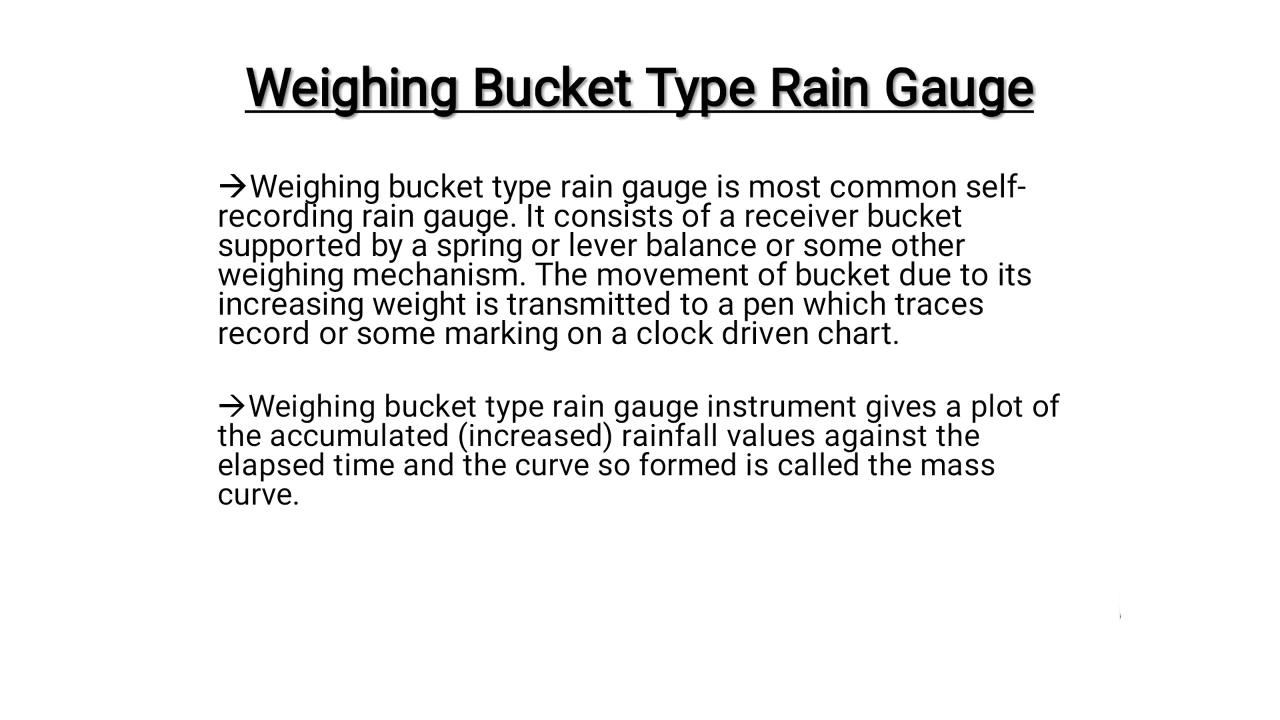 Weighing Bucket Type Rain Gauge
→Weighing bucket type rain gauge is most common self-
recording rain gauge. It consists of a receiver bucket
supported by a spring or lever balance or some other
weighing mechanism. The movement of bucket due to its
increasing weight is transmitted to a pen which traces
record or some marking on a clock driven chart.
→Weighing bucket type rain gauge instrument gives a plot of
the accumulated (increased) rainfall values against the
elapsed time and the curve so formed is called the mass
curve.